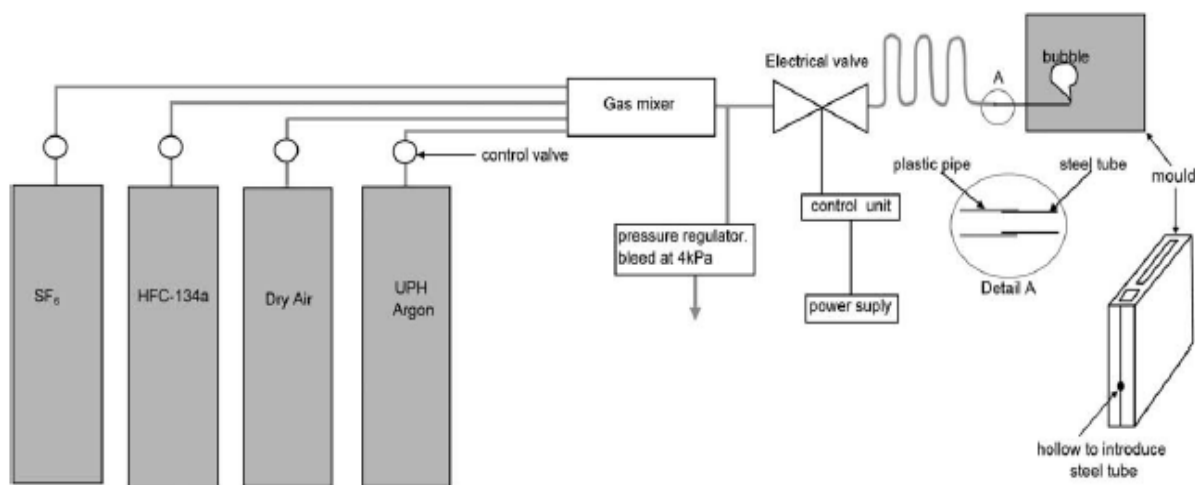 Electrical valve
A
bubble
Gas mixer
control valve
plastic pipe
steel tube
mould
control unit
pressure regulator.
bleed at 4kPa
power suply
Detail A
SF₆
HFC-134a
Dry Air
UPH
Argon
hollow to introduce
steel tube